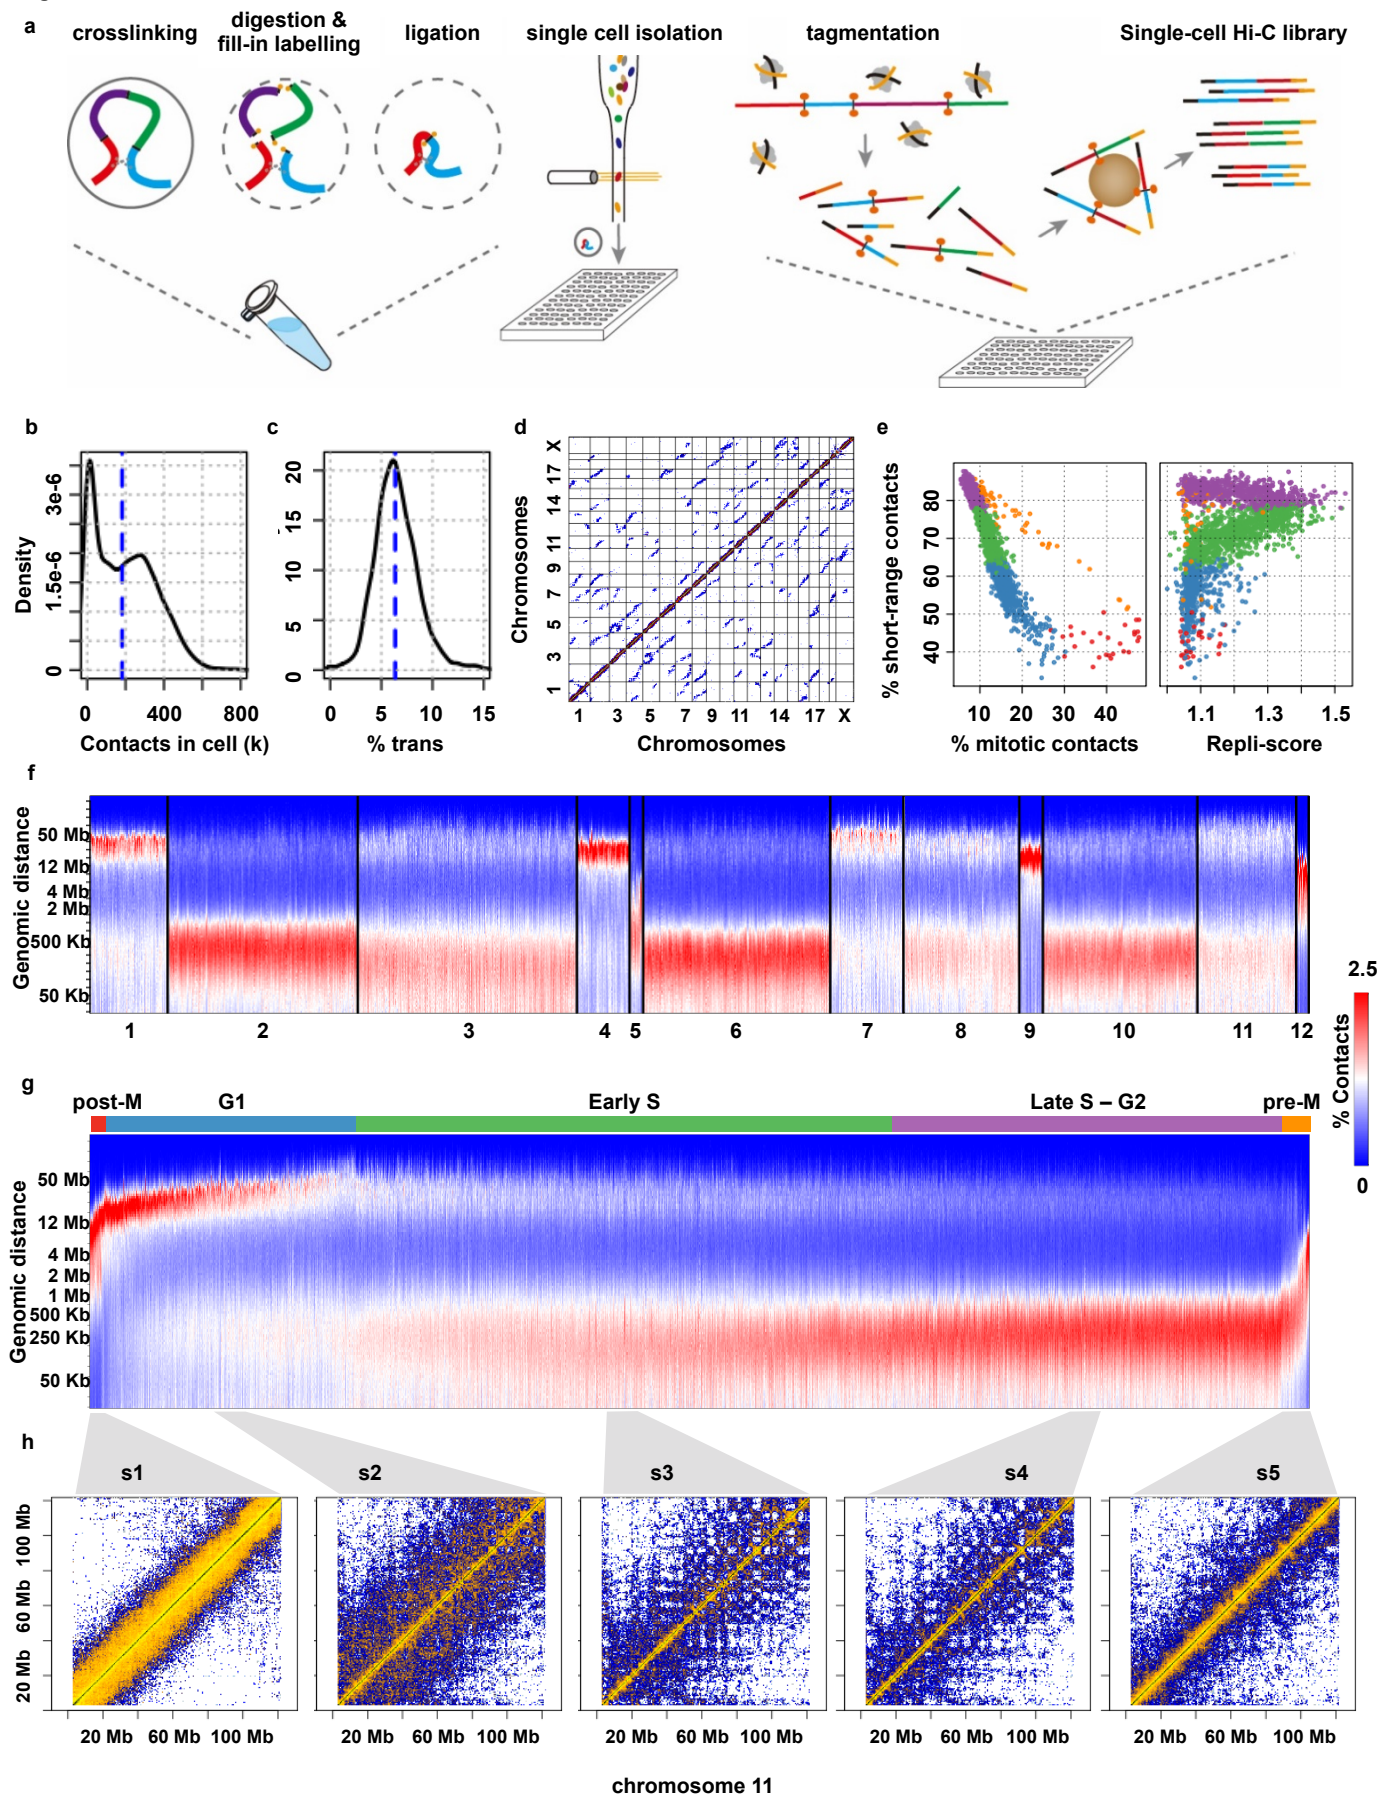 a
crosslinking
digestion &
fill-in labelling
ligation
single cell isolation
tagmentation
Single-cell Hi-C library
b
Density
3e-6
1.5e-6
0
0 400 800
Contacts in cell (k)
c
20
15
10
5
0
0 5 10 15
% trans
d
Chromosomes
X
17
14
11
9
7
5
3
1
1 3 5 7 9 11 14 17 X
Chromosomes
e
% short-range contacts
80
70
60
50
40
10 20 30 40
% mitotic contacts
1.1 1.3 1.5
Repli-score
f
Genomic distance
50 Mb
12 Mb
4 Mb
2 Mb
500 Kb
50 Kb
1 2 3 4 5 6 7 8 9 10 11 12
2.5
% Contacts
0
g
post-M G1 Early S Late S – G2 pre-M
Genomic distance
50 Mb
12 Mb
4 Mb
2 Mb
1 Mb
500 Kb
250 Kb
50 Kb
h
s1 s2 s3 s4 s5
100 Mb
60 Mb
20 Mb
20 Mb 60 Mb 100 Mb
20 Mb 60 Mb 100 Mb
20 Mb 60 Mb 100 Mb
20 Mb 60 Mb 100 Mb
20 Mb 60 Mb 100 Mb
chromosome 11